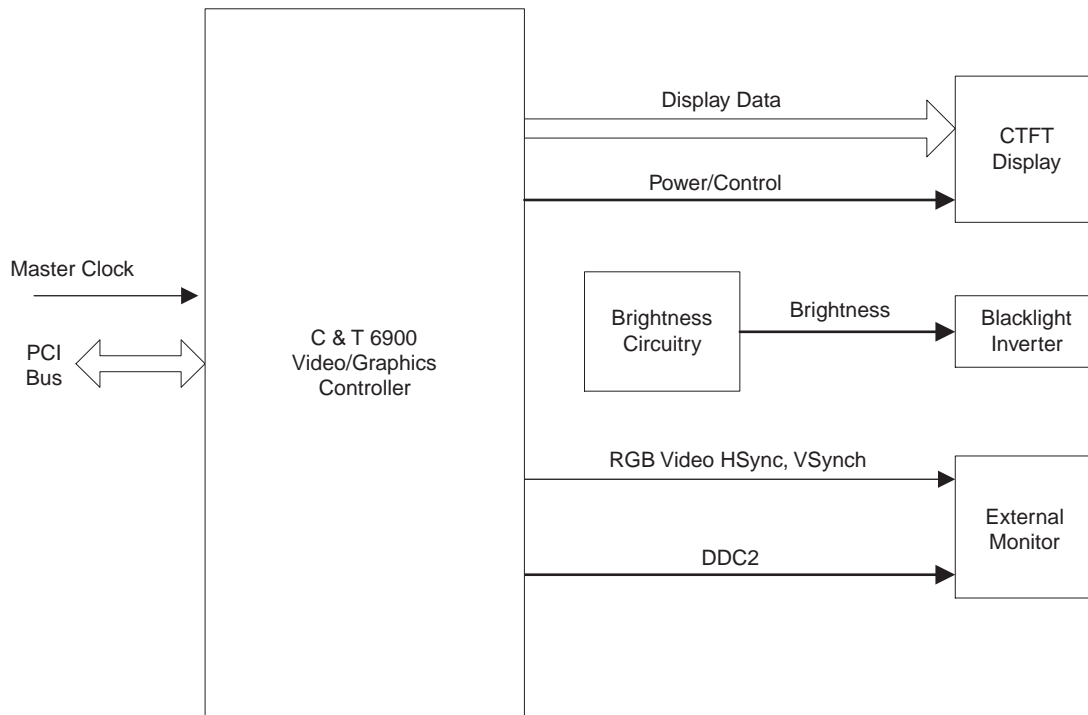 Display Data
CTFT
Display
Power/Control
Master Clock
PCI
Bus
C & T 6900
Video/Graphics
Controller
Brightness
Circuitry
Brightness
Blacklight
Inverter
RGB Video HSync, VSynch
External
Monitor
DDC2